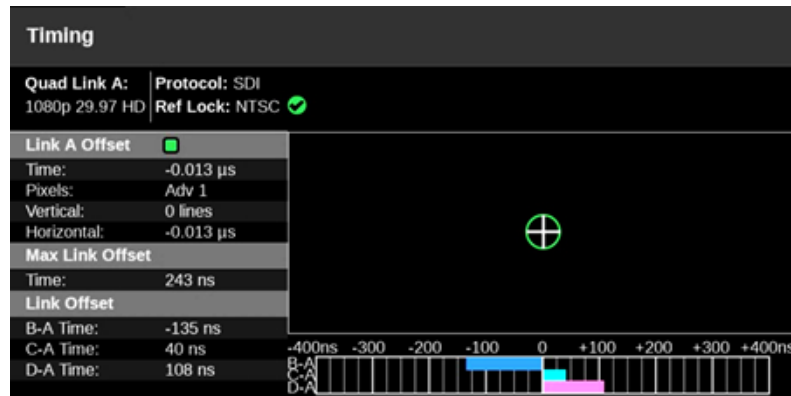 Timing
Quad Link A: Protocol: SDI
1080p 29.97 HD Ref Lock: NTSC
Link A Offset
Time: -0.013 µs
Pixels: Adv 1
Vertical: 0 lines
Horizontal: -0.013 µs
Max Link Offset
Time: 243 ns
Link Offset
B-A Time: -135 ns
C-A Time: 40 ns
D-A Time: 108 ns
-400ns -300 -200 -100 0 +100 +200 +300 +400ns
B-A
C-A
D-A